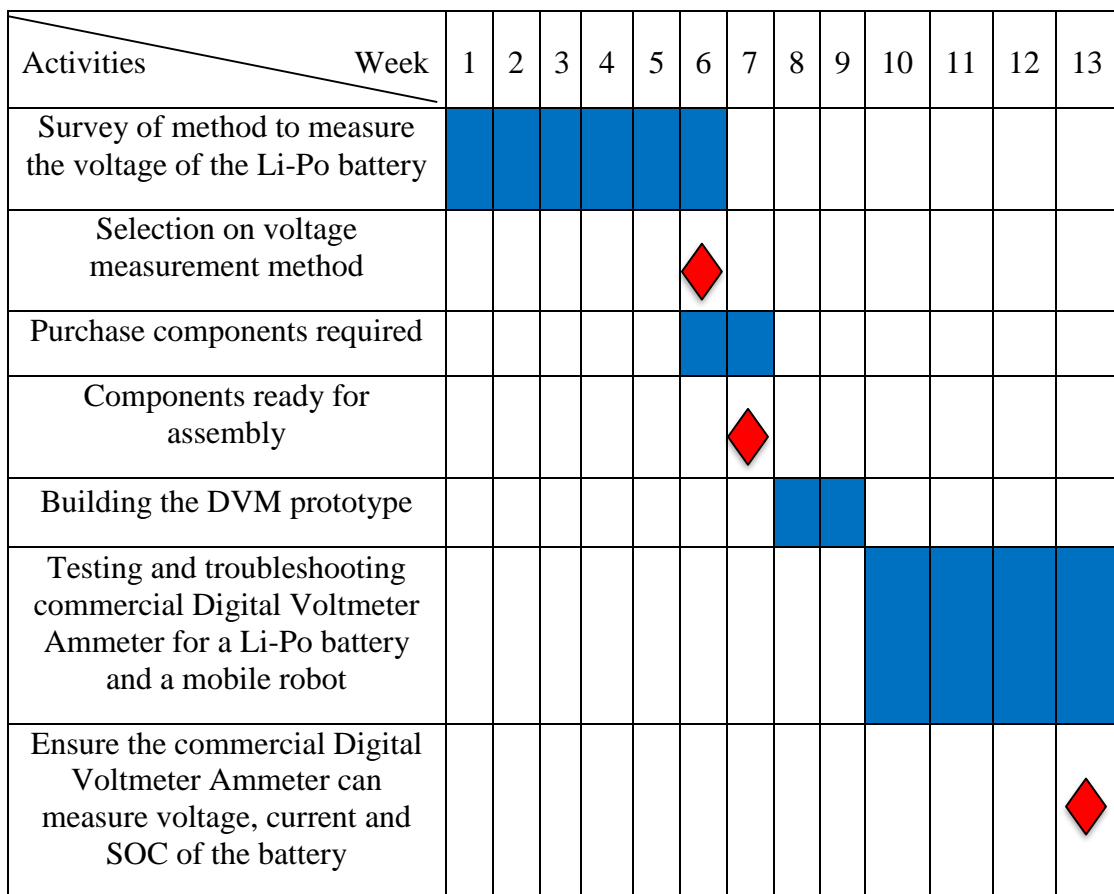 Activities Week 1 2 3 4 5 6 7 8 9 10 11 12 13
Survey of method to measure
the voltage of the Li-Po battery
Selection on voltage
measurement method
Purchase components required
Components ready for
assembly
Building the DVM prototype
Testing and troubleshooting
commercial Digital Voltmeter
Ammeter for a Li-Po battery
and a mobile robot
Ensure the commercial Digital
Voltmeter Ammeter can
measure voltage, current and
SOC of the battery